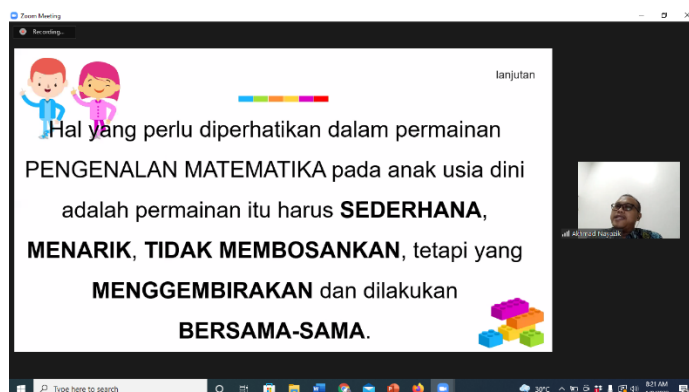 Zoom Meeting
Recording...
lanjutan
Hal yang perlu diperhatikan dalam permainan
PENGENALAN MATEMATIKA pada anak usia dini
adalah permainan itu harus SEDERHANA,
MENARIK, TIDAK MEMBOSANKAN, tetapi yang
MENGGEMBIRAKAN dan dilakukan
BERSAMA-SAMA.
Type here to search
30°C
8:21 AM